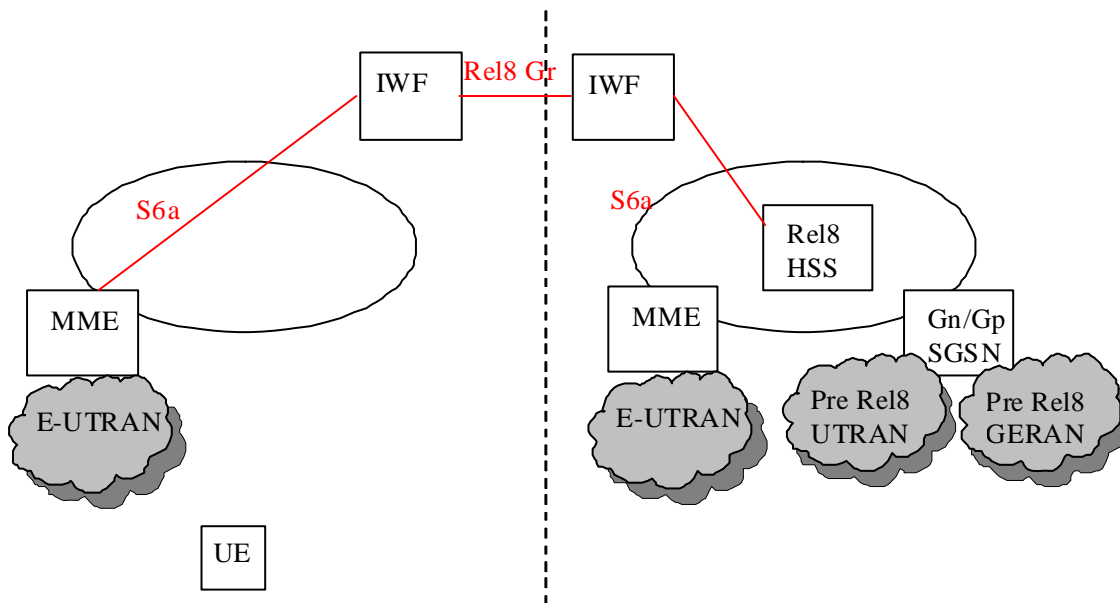 IWF
Rel8 Gr
IWF
S6a
S6a
Rel8
HSS
MME
MME
Gn/Gp
SGSN
E-UTRAN
E-UTRAN
Pre Rel8
UTRAN
Pre Rel8
GERAN
UE